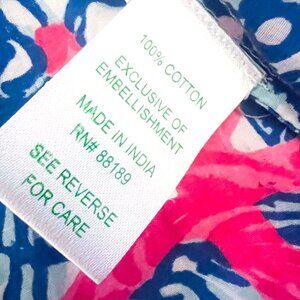 100% COTTON
EXCLUSIVE OF
EMBELLISHMENT
MADE IN INDIA
RN# 88189
SEE REVERSE
FOR CARE